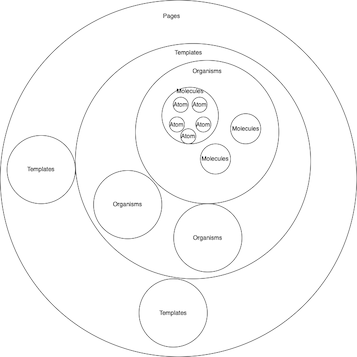 Pages
Templates
Organisms
Molecules
Atom
Atom
Atom
Atom
Atom
Molecules
Molecules
Templates
Organisms
Organisms
Templates